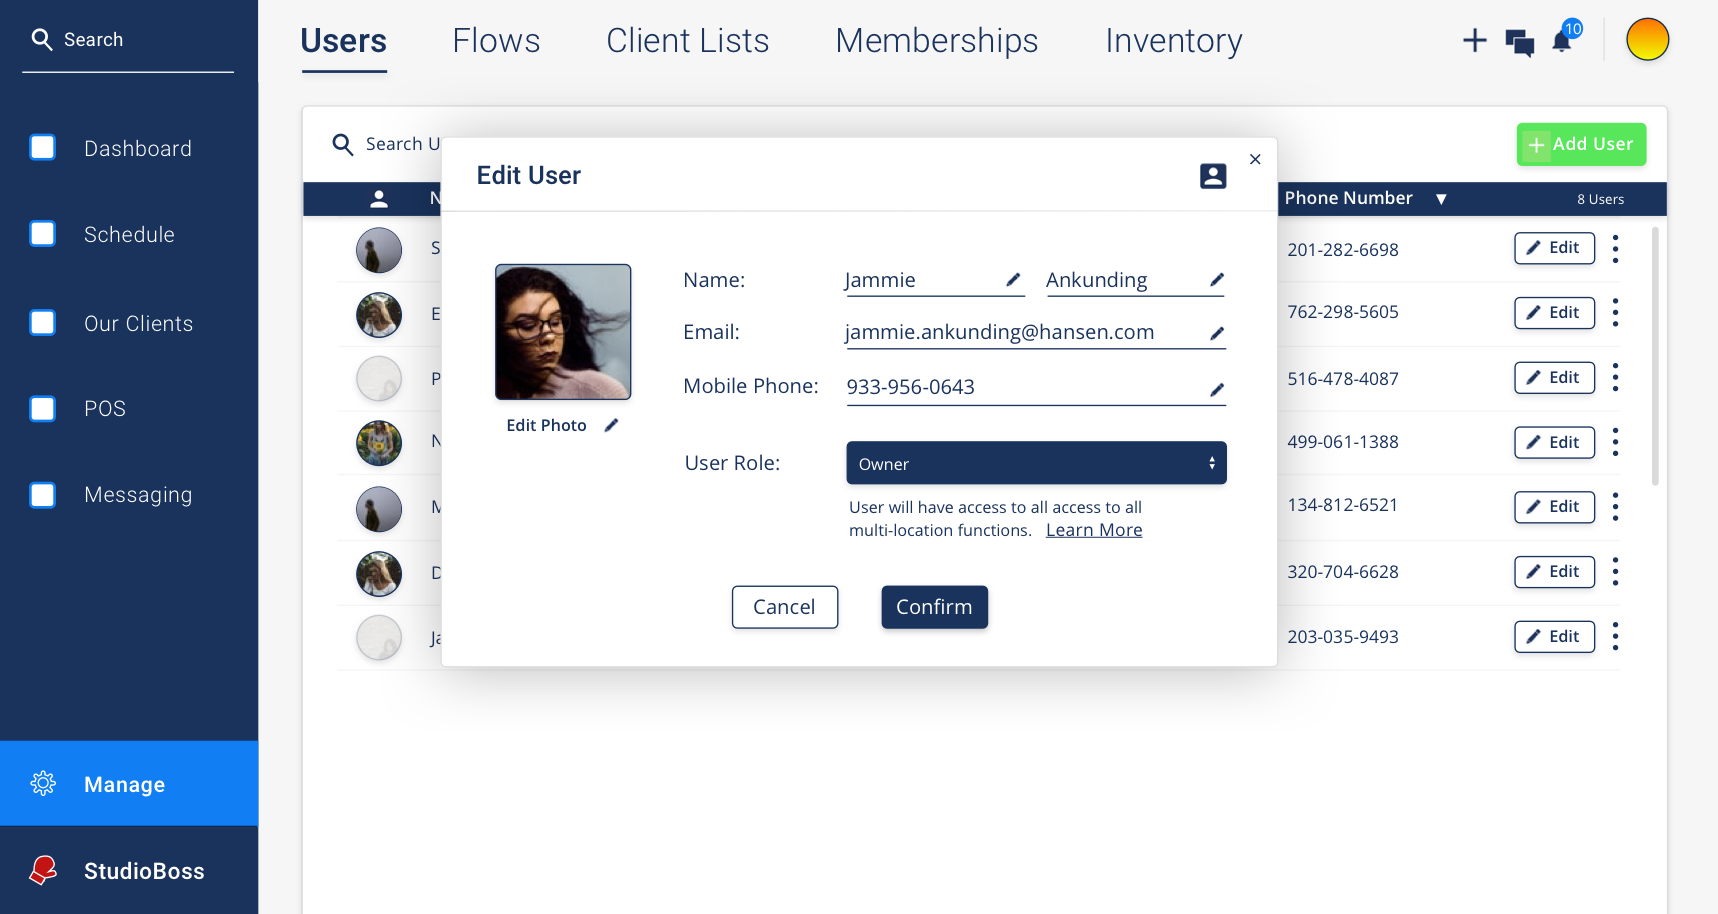 Search
Dashboard
Schedule
Our Clients
POS
Messaging
Manage
StudioBoss
Users Flows Client Lists Memberships Inventory
10
Search U
Add User
N
Phone Number ▼ 8 Users
S 201-282-6698 Edit
E 762-298-5605 Edit
P 516-478-4087 Edit
N 499-061-1388 Edit
M 134-812-6521 Edit
D 320-704-6628 Edit
Ja 203-035-9493 Edit
Edit User
×
Name: Jammie Ankunding
Email: jammie.ankunding@hansen.com
Mobile Phone: 933-956-0643
Edit Photo
User Role: Owner
User will have access to all access to all
multi-location functions. Learn More
Cancel Confirm